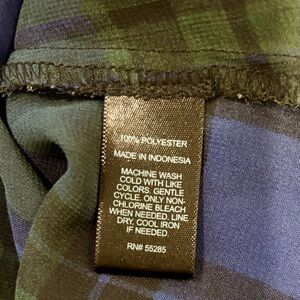 100% POLYESTER
MADE IN INDONESIA
MACHINE WASH
COLD WITH LIKE
COLORS. GENTLE
CYCLE. ONLY NON-
CHLORINE BLEACH
WHEN NEEDED. LINE
DRY. COOL IRON
IF NEEDED
RN# 55285